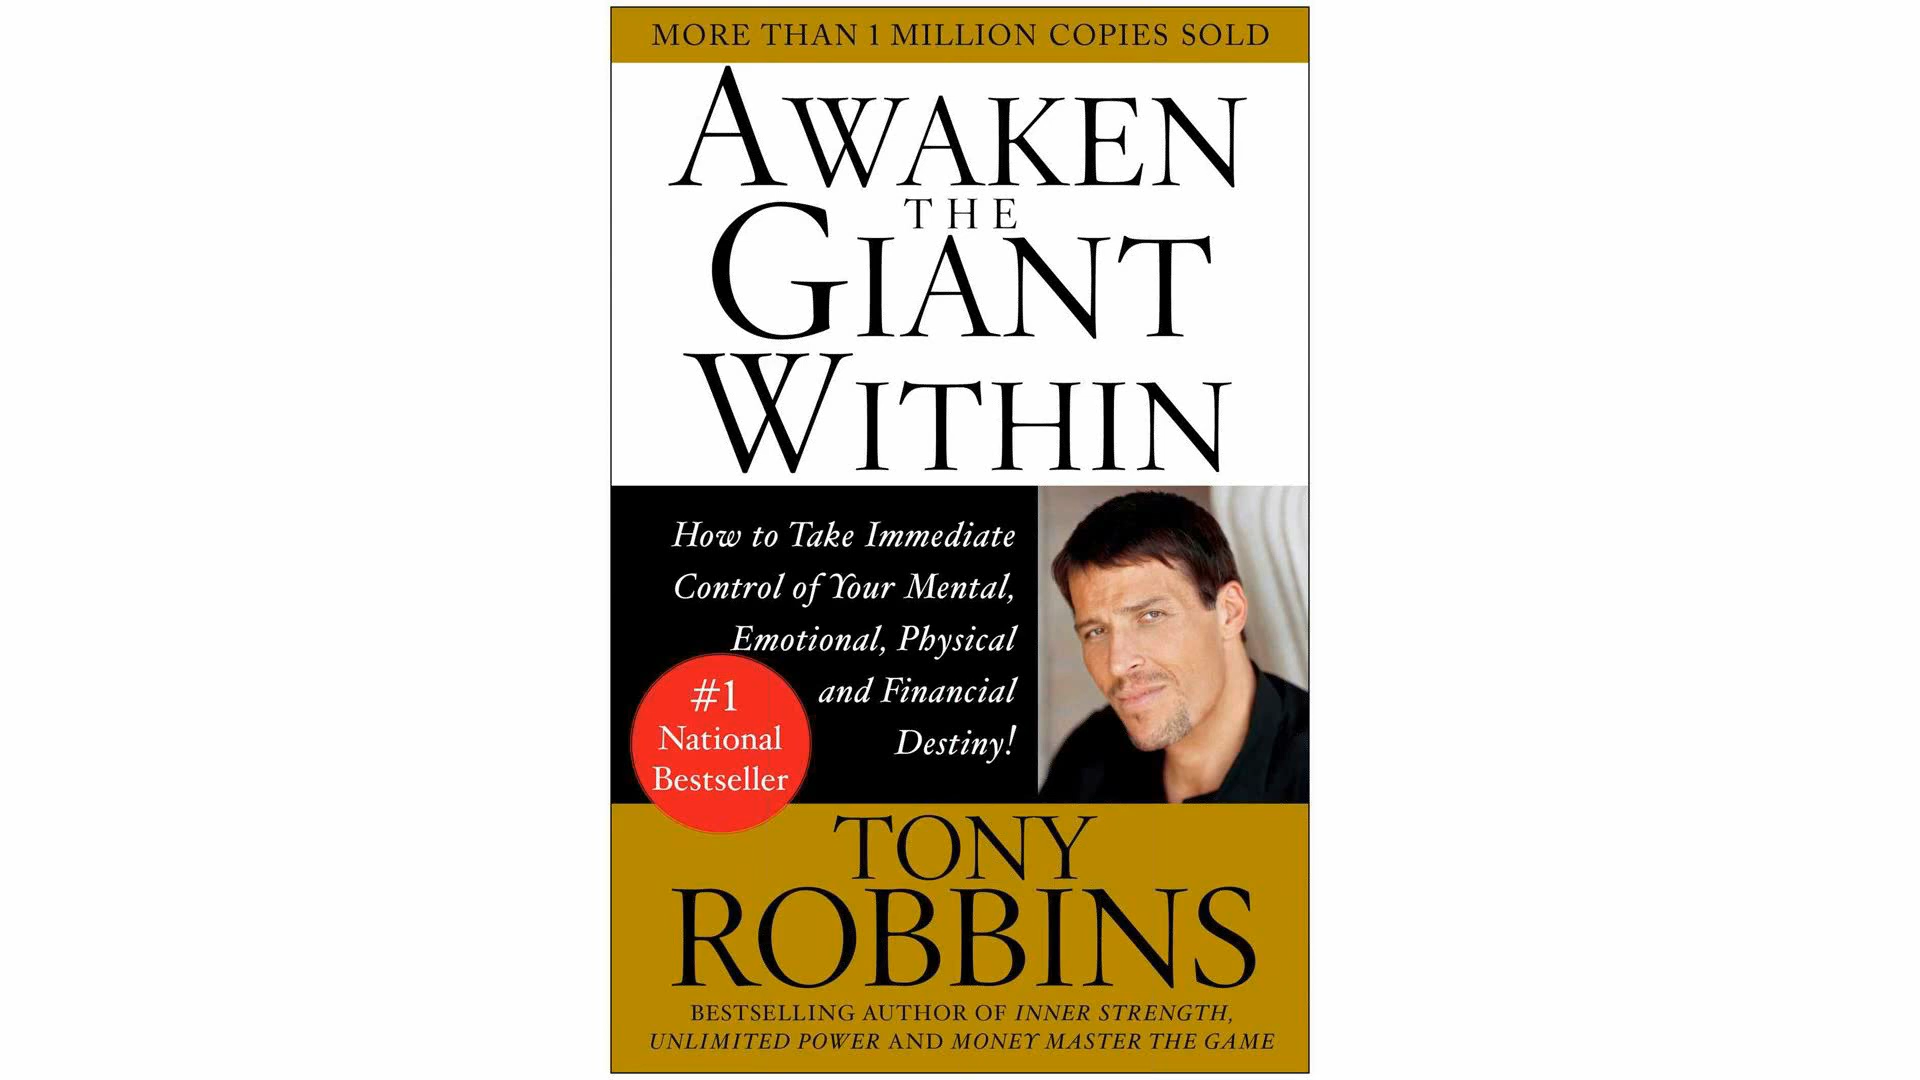 MORE THAN 1 MILLION COPIES SOLD
AWAKEN
THE
GIANT
WITHIN
How to Take Immediate
Control of Your Mental,
Emotional, Physical
and Financial
Destiny!
#1
National
Bestseller
TONY
ROBBINS
BESTSELLING AUTHOR OF INNER STRENGTH,
UNLIMITED POWER AND MONEY MASTER THE GAME